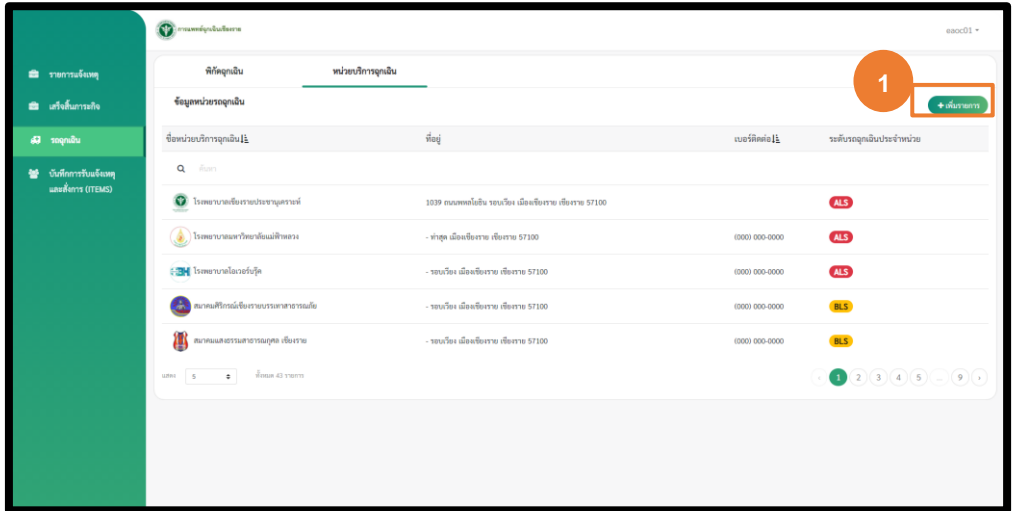 การแพทย์ฉุกเฉินเชียงราย
eaoc01
รายการแจ้งเหตุ
เสร็จสิ้นภารกิจ
รถฉุกเฉิน
บันทึกการรับแจ้งเหตุ
และสั่งการ (ITEMS)
พิกัดฉุกเฉิน หน่วยบริการฉุกเฉิน
1
ข้อมูลหน่วยรถฉุกเฉิน
+ เพิ่มรายการ
ชื่อหน่วยบริการฉุกเฉิน ที่อยู่ เบอร์ติดต่อ ระดับรถฉุกเฉินประจำหน่วย
ค้นหา
โรงพยาบาลเชียงรายประชานุเคราะห์ 1039 ถนนพหลโยธิน รอบเวียง เมืองเชียงราย เชียงราย 57100 ALS
โรงพยาบาลมหาวิทยาลัยแม่ฟ้าหลวง - ท่าสุด เมืองเชียงราย เชียงราย 57100 (000) 000-0000 ALS
โรงพยาบาลโอเวอร์บรุ๊ค - รอบเวียง เมืองเชียงราย เชียงราย 57100 (000) 000-0000 ALS
สมาคมศิริกรณ์เชียงรายบรรเทาสาธารณภัย - รอบเวียง เมืองเชียงราย เชียงราย 57100 (000) 000-0000 BLS
สมาคมแสงธรรมสาธารณกุศล เชียงราย - รอบเวียง เมืองเชียงราย เชียงราย 57100 (000) 000-0000 BLS
แสดง 5 ทั้งหมด 43 รายการ ‹ 1 2 3 4 5 ... 9 ›